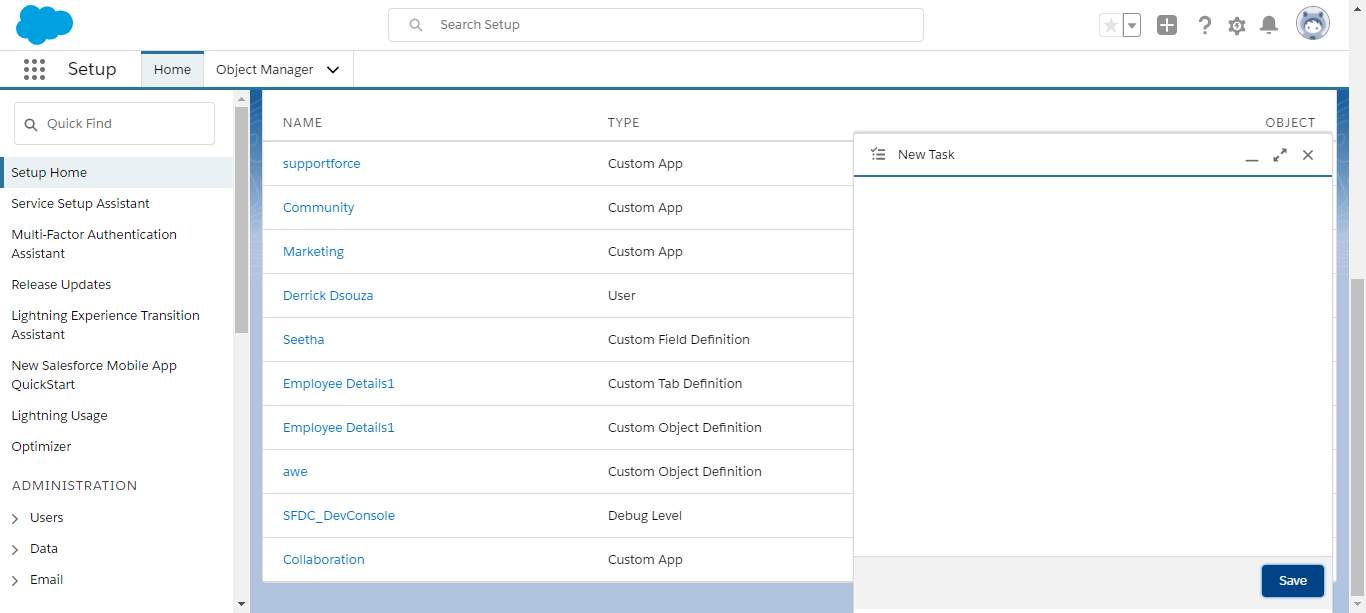 Search Setup
Setup
Home
Object Manager
Quick Find
Setup Home
Service Setup Assistant
Multi-Factor Authentication
Assistant
Release Updates
Lightning Experience Transition
Assistant
New Salesforce Mobile App
QuickStart
Lightning Usage
Optimizer
ADMINISTRATION
Users
Data
Email
NAME TYPE OBJECT
supportforce Custom App
Community Custom App
Marketing Custom App
Derrick Dsouza User
Seetha Custom Field Definition
Employee Details1 Custom Tab Definition
Employee Details1 Custom Object Definition
awe Custom Object Definition
SFDC_DevConsole Debug Level
Collaboration Custom App
New Task
Save